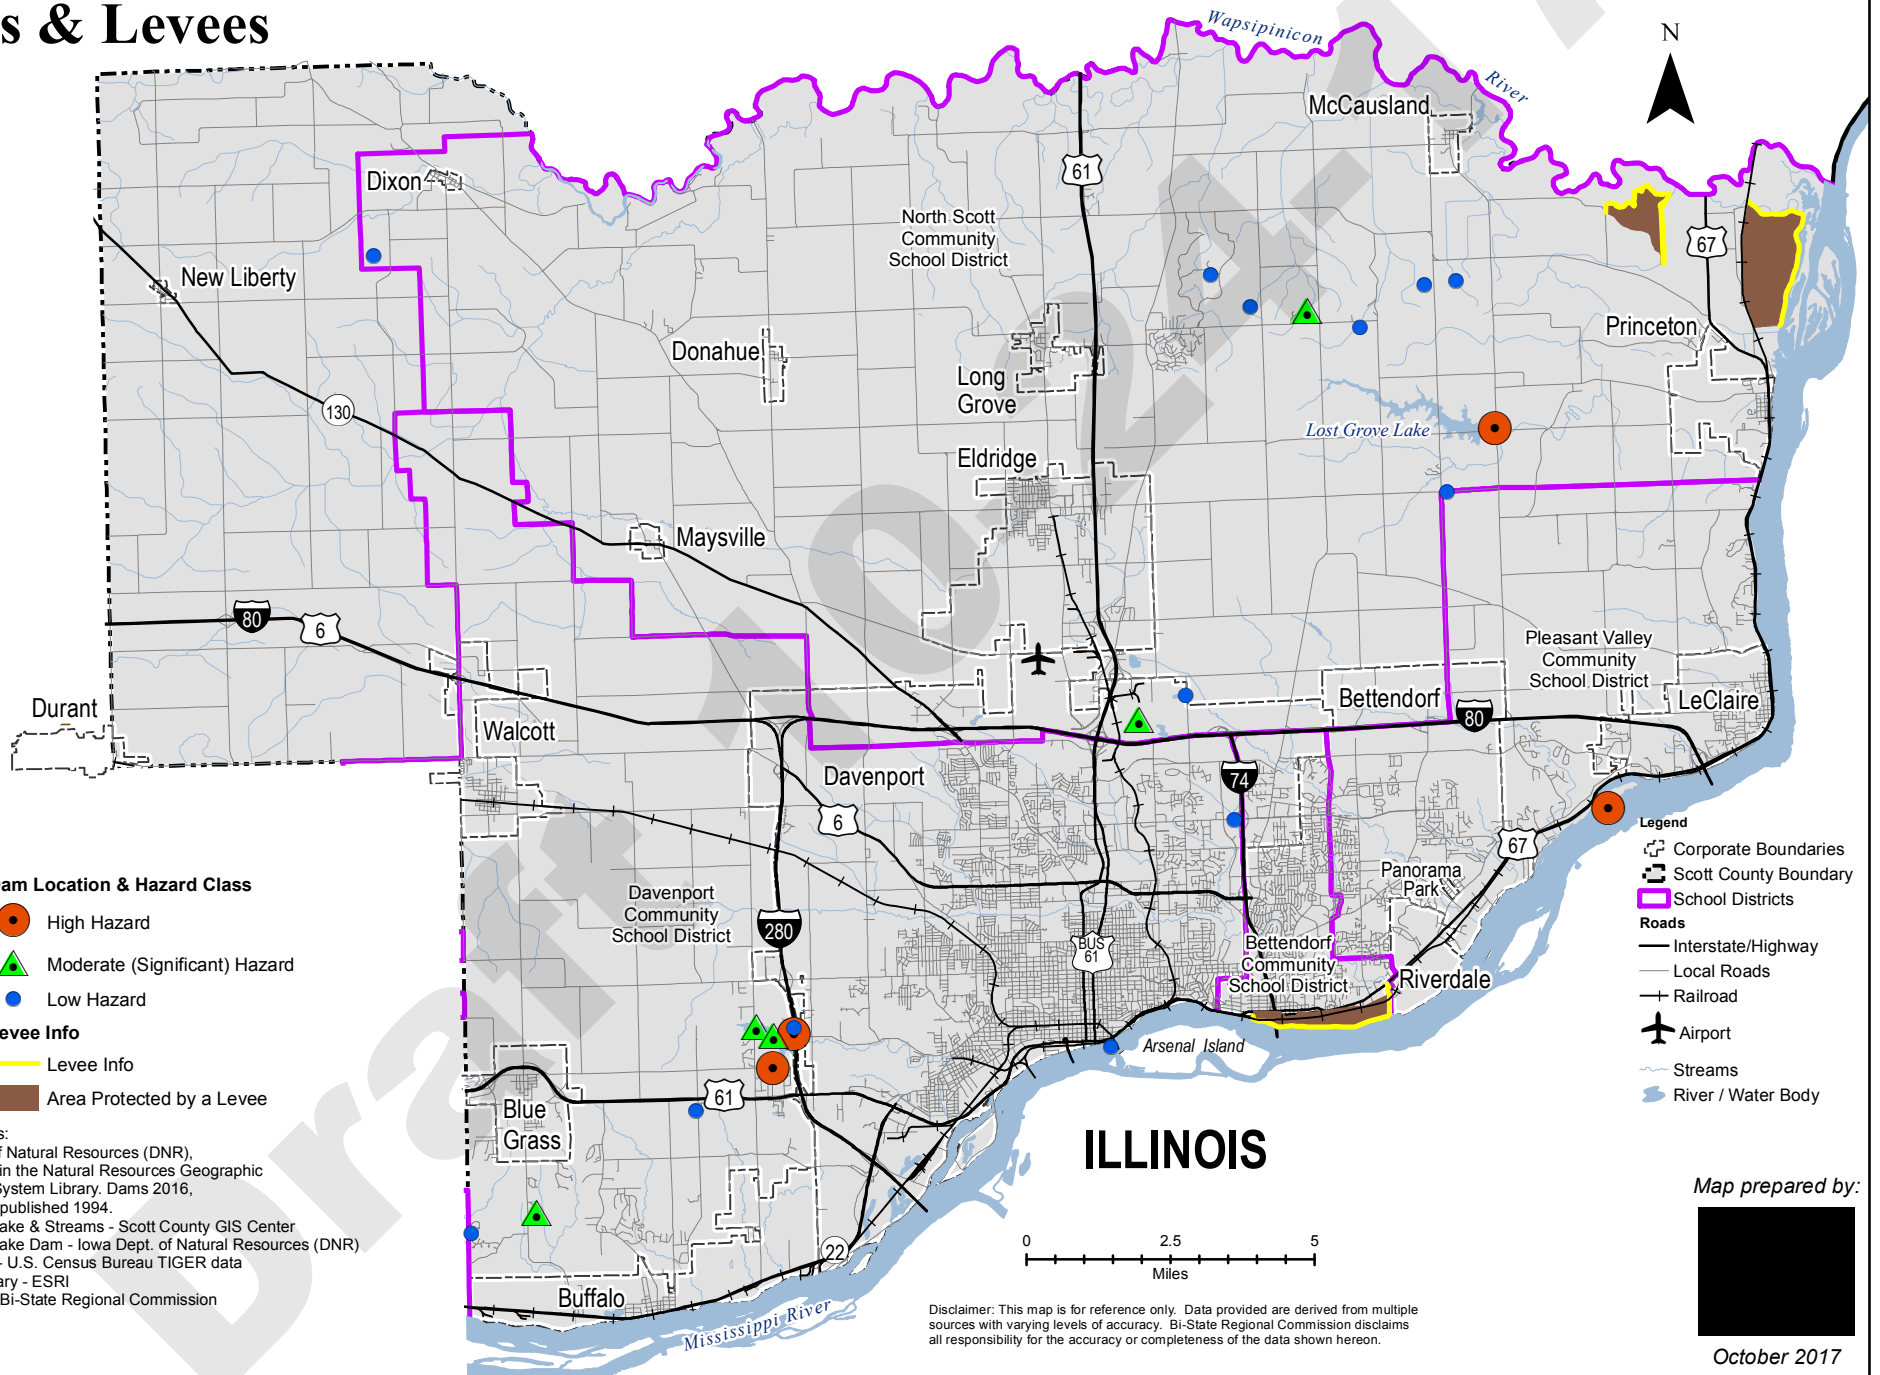 s & Levees
Wapsipinicon
River
N
McCausland
61
Dixon
North Scott
Community
School District
67
New Liberty
Princeton
Donahue
Long
Grove
130
Lost Grove Lake
Eldridge
Maysville
80
6
Pleasant Valley
Community
School District
Durant
Bettendorf
LeClaire
80
Walcott
Davenport
74
6
67
Legend
Corporate Boundaries
Scott County Boundary
School Districts
Roads
Interstate/Highway
Local Roads
Railroad
Airport
Streams
River / Water Body
Panorama
Park
am Location & Hazard Class
High Hazard
Moderate (Significant) Hazard
Low Hazard
evee Info
Levee Info
Area Protected by a Levee
Davenport
Community
School District
280
BUS
61
Bettendorf
Community
School District
Riverdale
Arsenal Island
61
Blue
Grass
ILLINOIS
s:
f Natural Resources (DNR),
in the Natural Resources Geographic
System Library. Dams 2016,
published 1994.
ake & Streams - Scott County GIS Center
ake Dam - Iowa Dept. of Natural Resources (DNR)
- U.S. Census Bureau TIGER data
ary - ESRI
Bi-State Regional Commission
22
Buffalo
Mississippi River
0 2.5 5
Miles
Disclaimer: This map is for reference only. Data provided are derived from multiple
sources with varying levels of accuracy. Bi-State Regional Commission disclaims
all responsibility for the accuracy or completeness of the data shown hereon.
Map prepared by:
October 2017